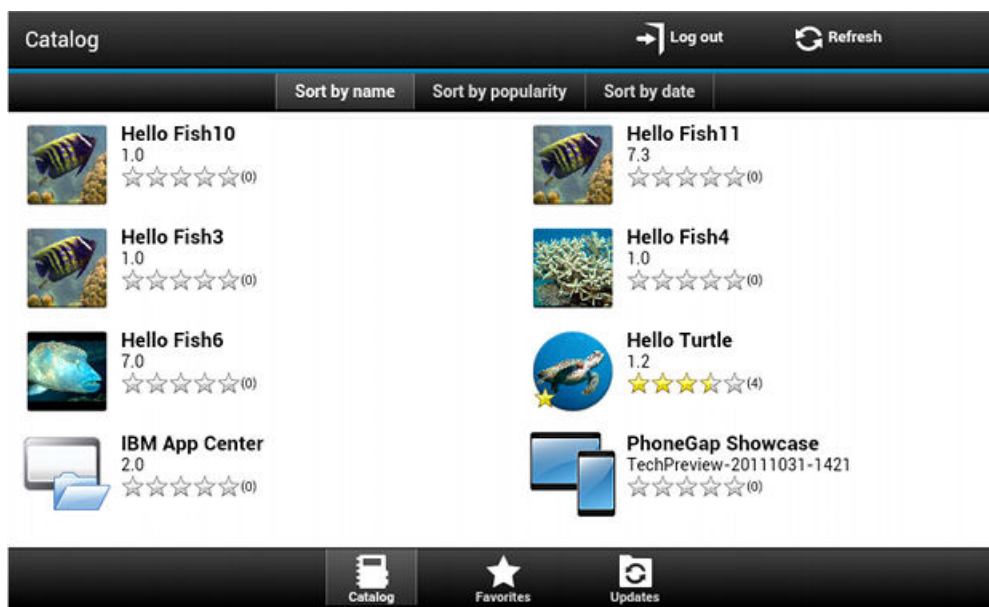 Catalog
Log out
Refresh
Sort by name
Sort by popularity
Sort by date
Hello Fish10
1.0
(0)
Hello Fish11
7.3
(0)
Hello Fish3
1.0
(0)
Hello Fish4
1.0
(0)
Hello Fish6
7.0
(0)
Hello Turtle
1.2
(4)
IBM App Center
2.0
(0)
PhoneGap Showcase
TechPreview-20111031-1421
(0)
Catalog
Favorites
Updates